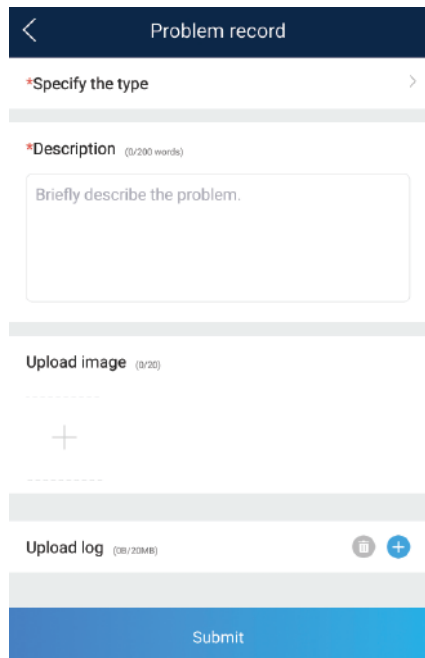 Problem record
*Specify the type
*Description (0/200 words)
Briefly describe the problem.
Upload image (0/20)
Upload log (0B/20MB)
Submit